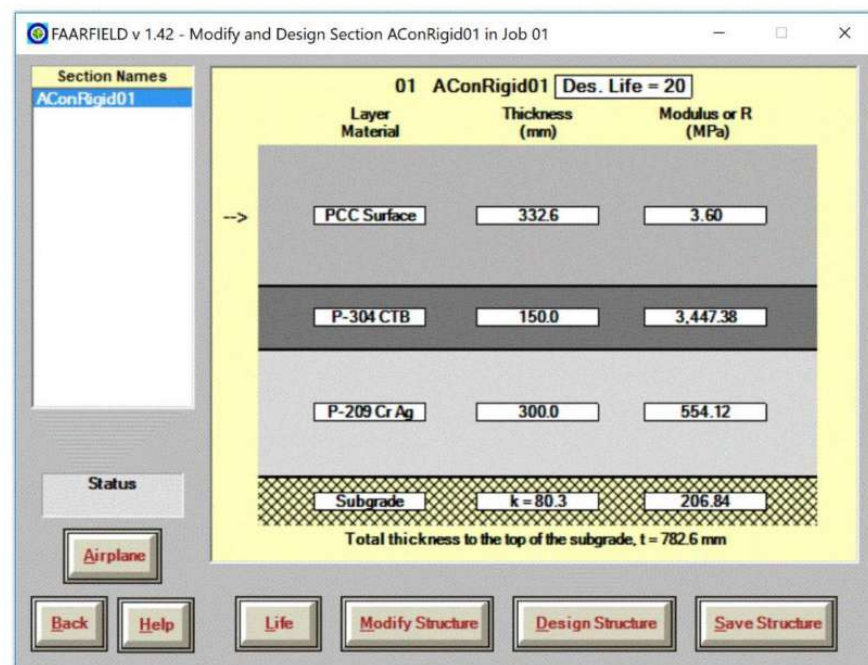 FAARFIELD v 1.42 - Modify and Design Section AConRigid01 in Job 01
Section Names
AConRigid01
01 AConRigid01 Des. Life = 20
Layer Material Thickness (mm) Modulus or R (MPa)
--> PCC Surface 332.6 3.60
P-304 CTB 150.0 3,447.38
P-209 Cr Ag 300.0 554.12
Subgrade k = 80.3 206.84
Total thickness to the top of the subgrade, t = 782.6 mm
Status
Airplane
Back Help Life Modify Structure Design Structure Save Structure